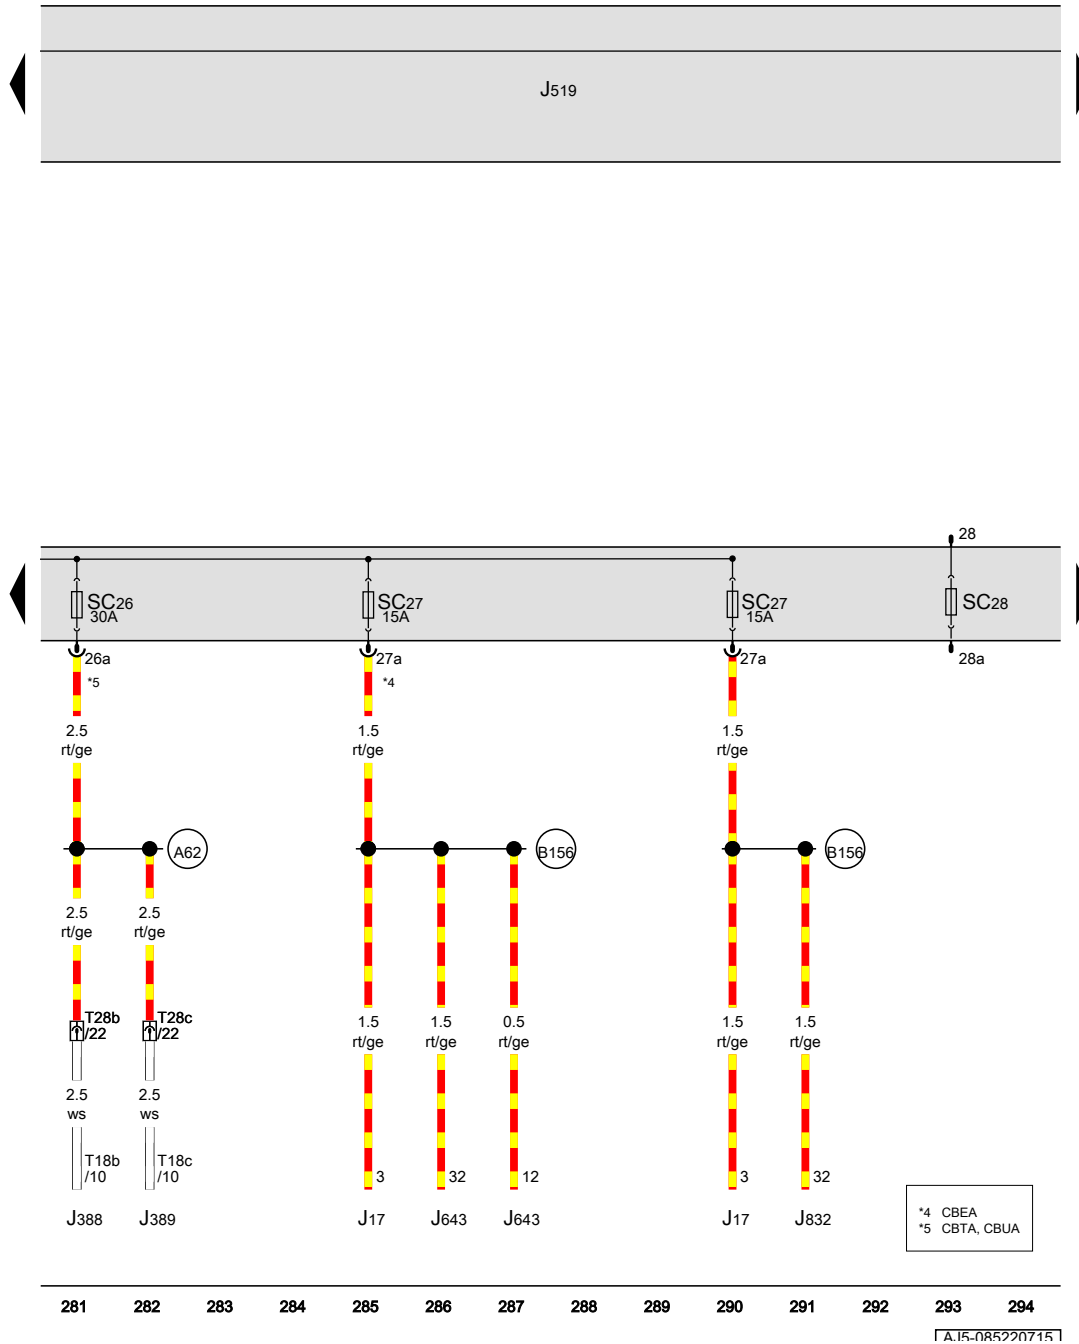 J519
28
SC26
30A
SC27
15A
SC27
15A
SC28
26a
27a
27a
28a
*5
*4
2.5
rt/ge
1.5
rt/ge
1.5
rt/ge
A62
B156
B156
2.5
rt/ge
2.5
rt/ge
T28b
/22
T28c
/22
1.5
rt/ge
1.5
rt/ge
0.5
rt/ge
1.5
rt/ge
1.5
rt/ge
2.5
ws
2.5
ws
T18b
/10
T18c
/10
3
32
12
3
32
J388
J389
J17
J643
J643
J17
J832
*4 CBEA
*5 CBTA, CBUA
281 282 283 284 285 286 287 288 289 290 291 292 293 294
AJ5-085220715